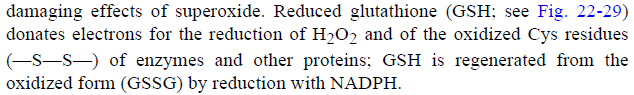 damaging effects of superoxide. Reduced glutathione (GSH; see Fig. 22-29)
donates electrons for the reduction of H₂O₂ and of the oxidized Cys residues
(—S—S—) of enzymes and other proteins; GSH is regenerated from the
oxidized form (GSSG) by reduction with NADPH.